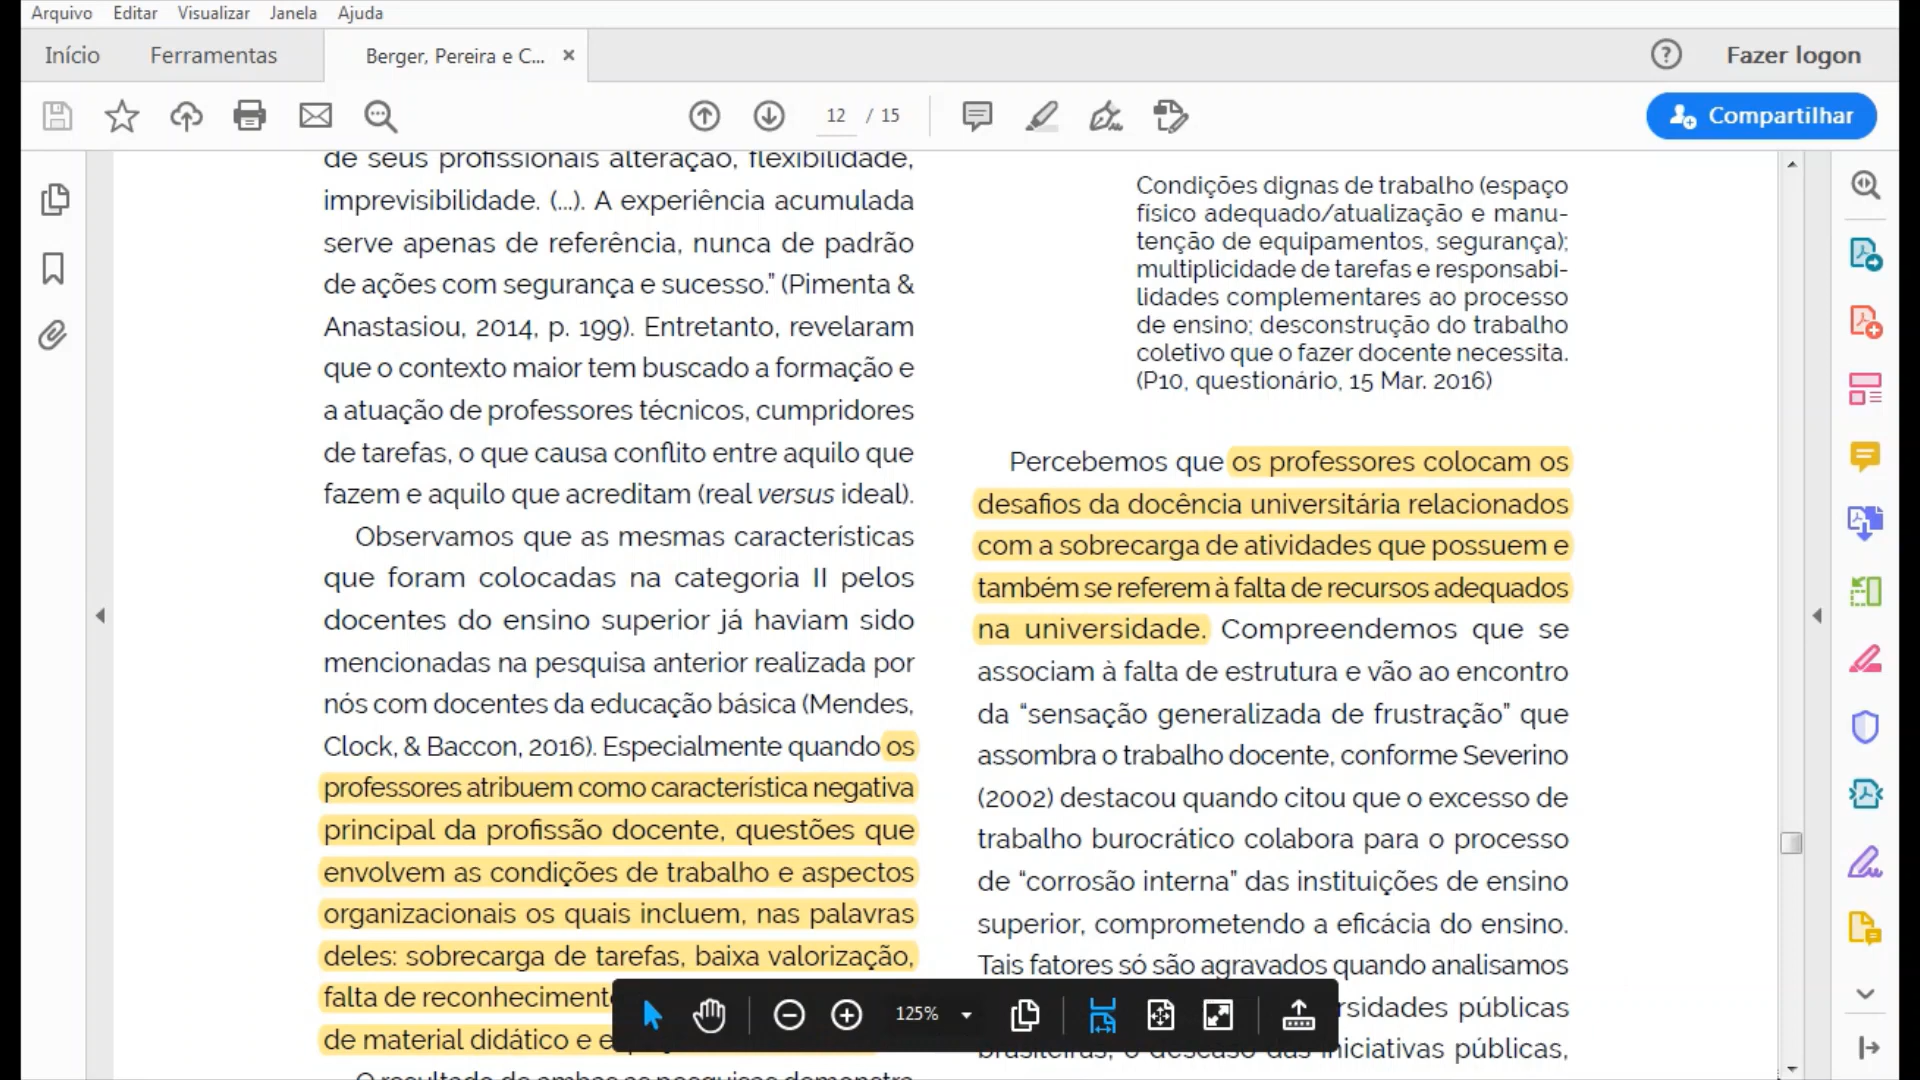 Arquivo Editar Visualizar Janela Ajuda
Início Ferramentas Berger, Pereira e C... × Fazer logon
12 / 15 Compartilhar
de seus profissionais alteração, flexibilidade,
imprevisibilidade. (...). A experiência acumulada
serve apenas de referência, nunca de padrão
de ações com segurança e sucesso.” (Pimenta &
Anastasiou, 2014, p. 199). Entretanto, revelaram
que o contexto maior tem buscado a formação e
a atuação de professores técnicos, cumpridores
de tarefas, o que causa conflito entre aquilo que
fazem e aquilo que acreditam (real versus ideal).
Observamos que as mesmas características
que foram colocadas na categoria II pelos
docentes do ensino superior já haviam sido
mencionadas na pesquisa anterior realizada por
nós com docentes da educação básica (Mendes,
Clock, & Baccon, 2016). Especialmente quando os
professores atribuem como característica negativa
principal da profissão docente, questões que
envolvem as condições de trabalho e aspectos
organizacionais os quais incluem, nas palavras
deles: sobrecarga de tarefas, baixa valorização,
falta de reconhecimento
de material didático e
O resultado de ambas as pesquisas demonstra
Condições dignas de trabalho (espaço
físico adequado/atualização e manu-
tenção de equipamentos, segurança);
multiplicidade de tarefas e responsabi-
lidades complementares ao processo
de ensino; desconstrução do trabalho
coletivo que o fazer docente necessita.
(P10, questionário, 15 Mar. 2016)
Percebemos que os professores colocam os
desafios da docência universitária relacionados
com a sobrecarga de atividades que possuem e
também se referem à falta de recursos adequados
na universidade. Compreendemos que se
associam à falta de estrutura e vão ao encontro
da “sensação generalizada de frustração” que
assombra o trabalho docente, conforme Severino
(2002) destacou quando citou que o excesso de
trabalho burocrático colabora para o processo
de “corrosão interna” das instituições de ensino
superior, comprometendo a eficácia do ensino.
Tais fatores só são agravados quando analisamos
rsidades públicas
brasileiras, o descaso das iniciativas públicas,
125%